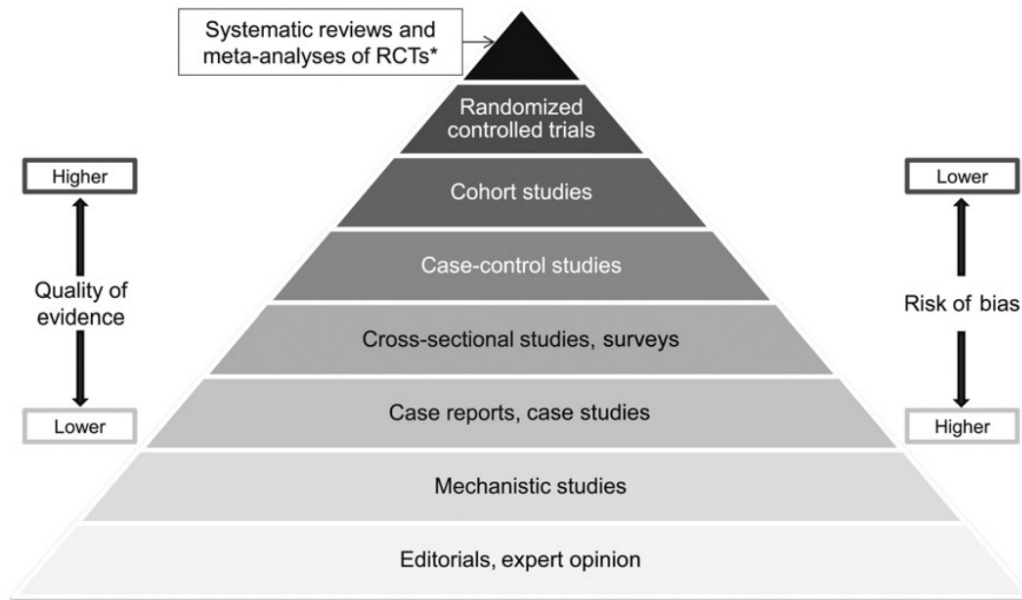 Systematic reviews and
meta-analyses of RCTs*
Randomized
controlled trials
Higher
Lower
Cohort studies
Case-control studies
Quality of
evidence
Risk of bias
Cross-sectional studies, surveys
Case reports, case studies
Lower
Higher
Mechanistic studies
Editorials, expert opinion